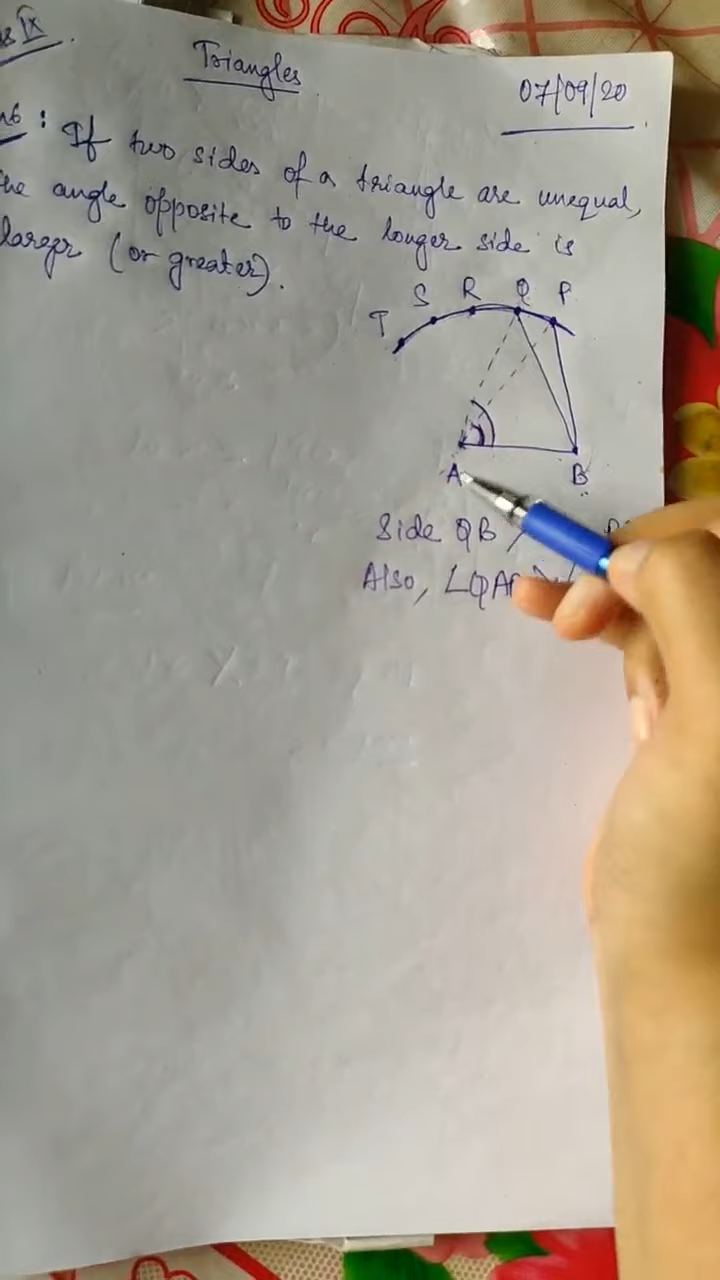 IX
Triangles
07/09/20
: If two sides of a triangle are unequal,
the angle opposite to the longer side is
larger (or greater).
T S R Q P
A B
Side QB
Also, ∠QA